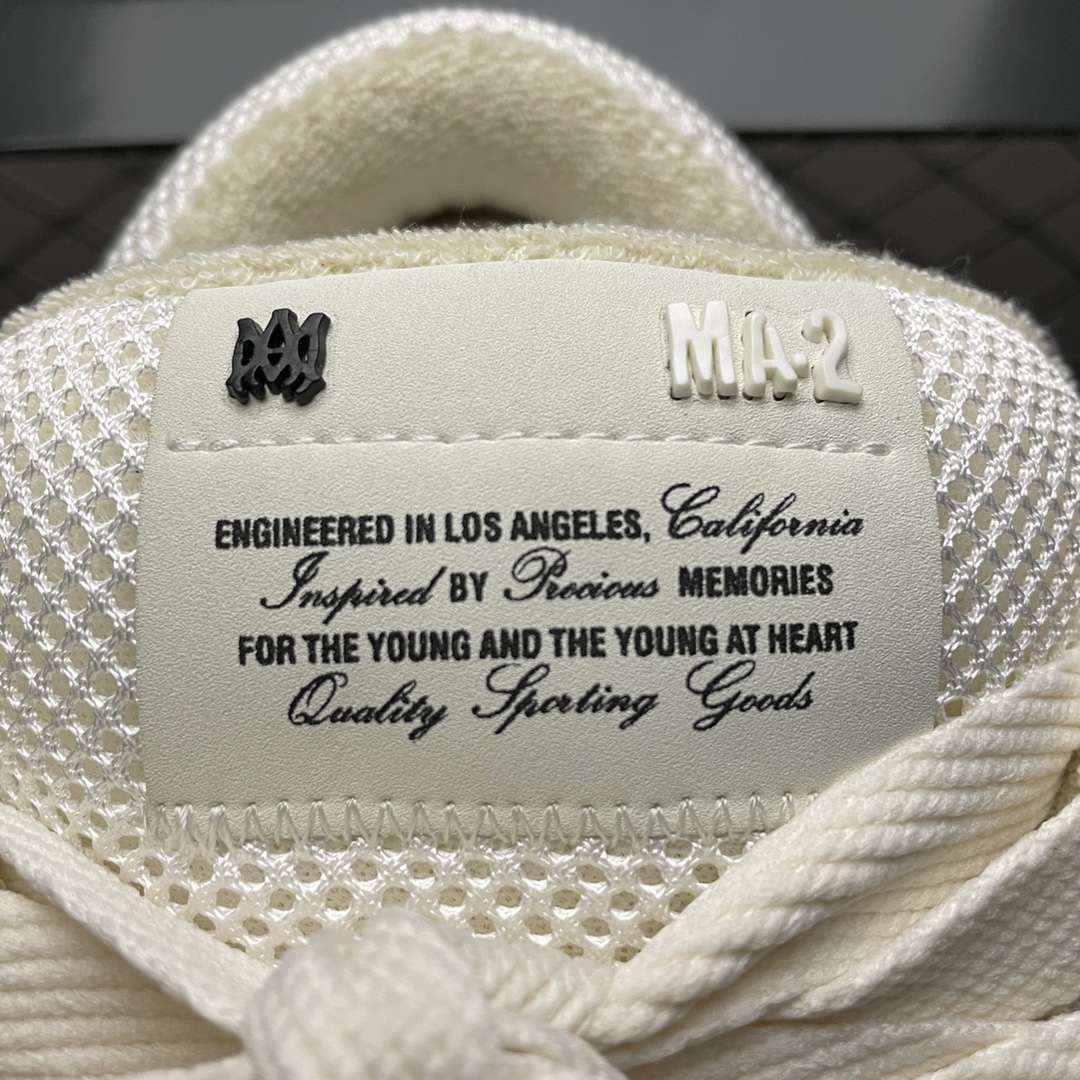 MA-2
ENGINEERED IN LOS ANGELES, California
Inspired BY Precious MEMORIES
FOR THE YOUNG AND THE YOUNG AT HEART
Quality Sporting Goods